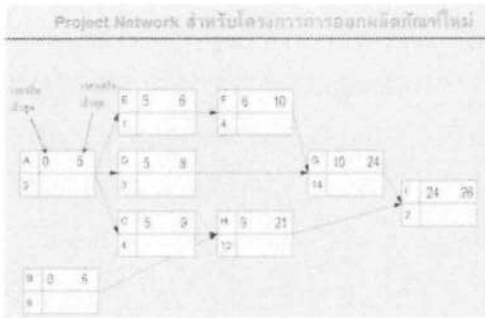 Project Network สำหรับโครงการการออกผลิตภัณฑ์ใหม่
E 5 6
1
F 6 10
4
A 0 5
D 5 8
3
G 10 24
14
I 24 26
2
C 5 9
4
H 9 21
12
B 0 6
6